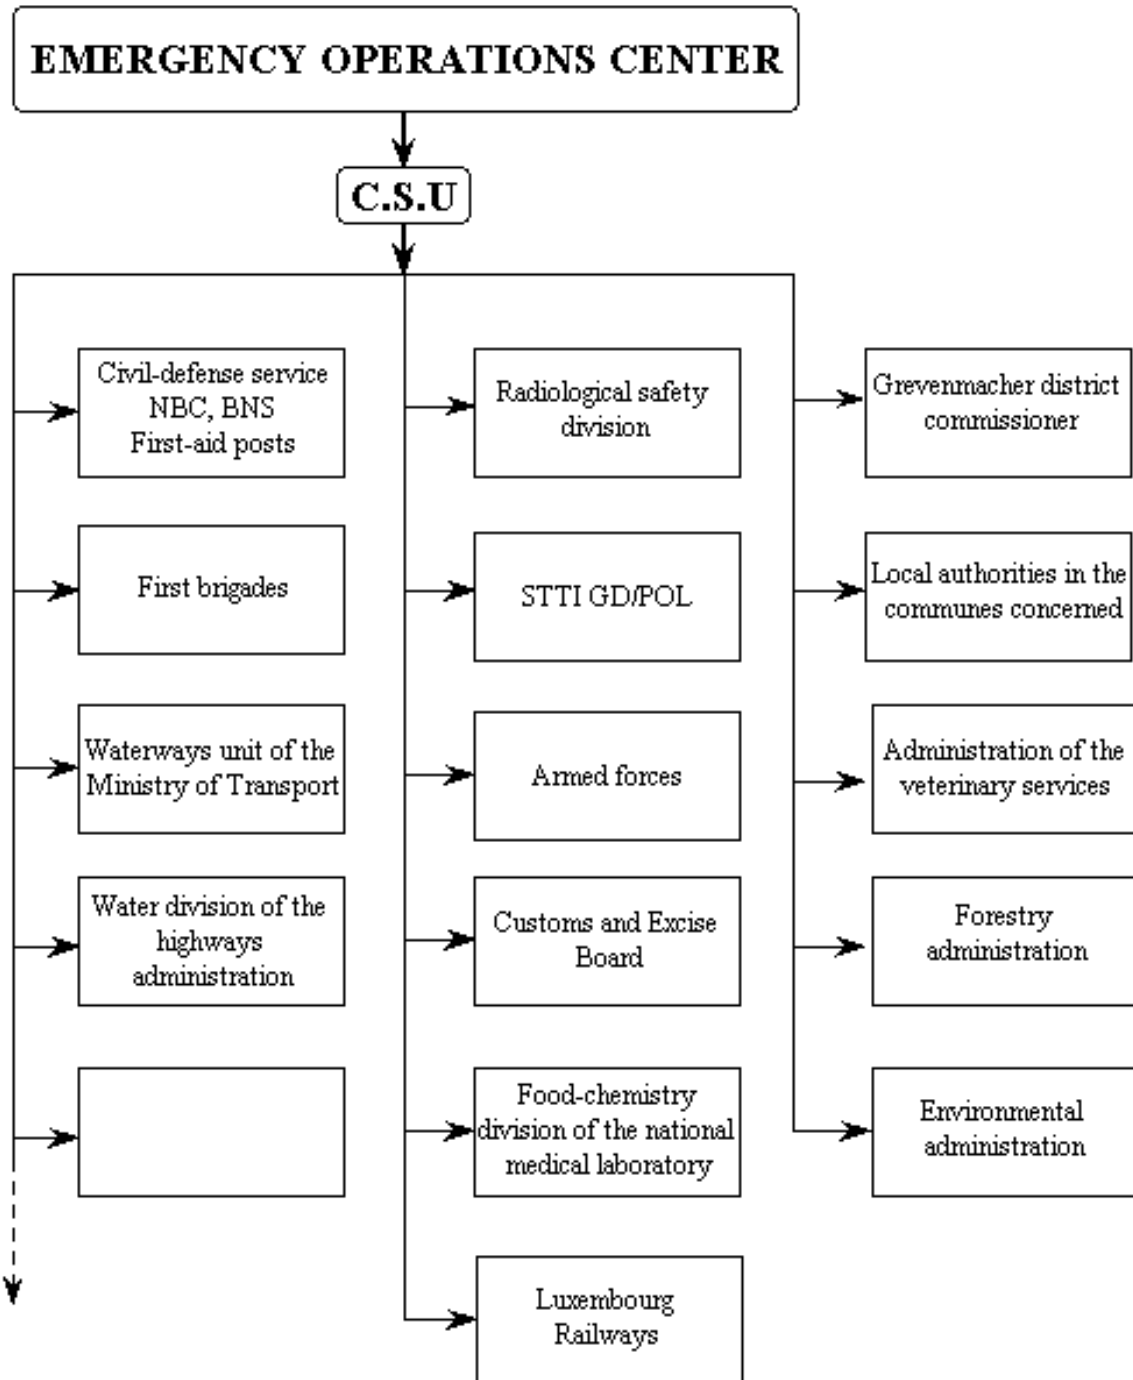 EMERGENCY OPERATIONS CENTER
C.S.U
Civil-defense service
NBC, BNS
First-aid posts
First brigades
Waterways unit of the
Ministry of Transport
Water division of the
highways
administration
Radiological safety
division
STTI GD/POL
Armed forces
Customs and Excise
Board
Food-chemistry
division of the national
medical laboratory
Luxembourg
Railways
Grevenmacher district
commissioner
Local authorities in the
communes concerned
Administration of the
veterinary services
Forestry
administration
Environmental
administration